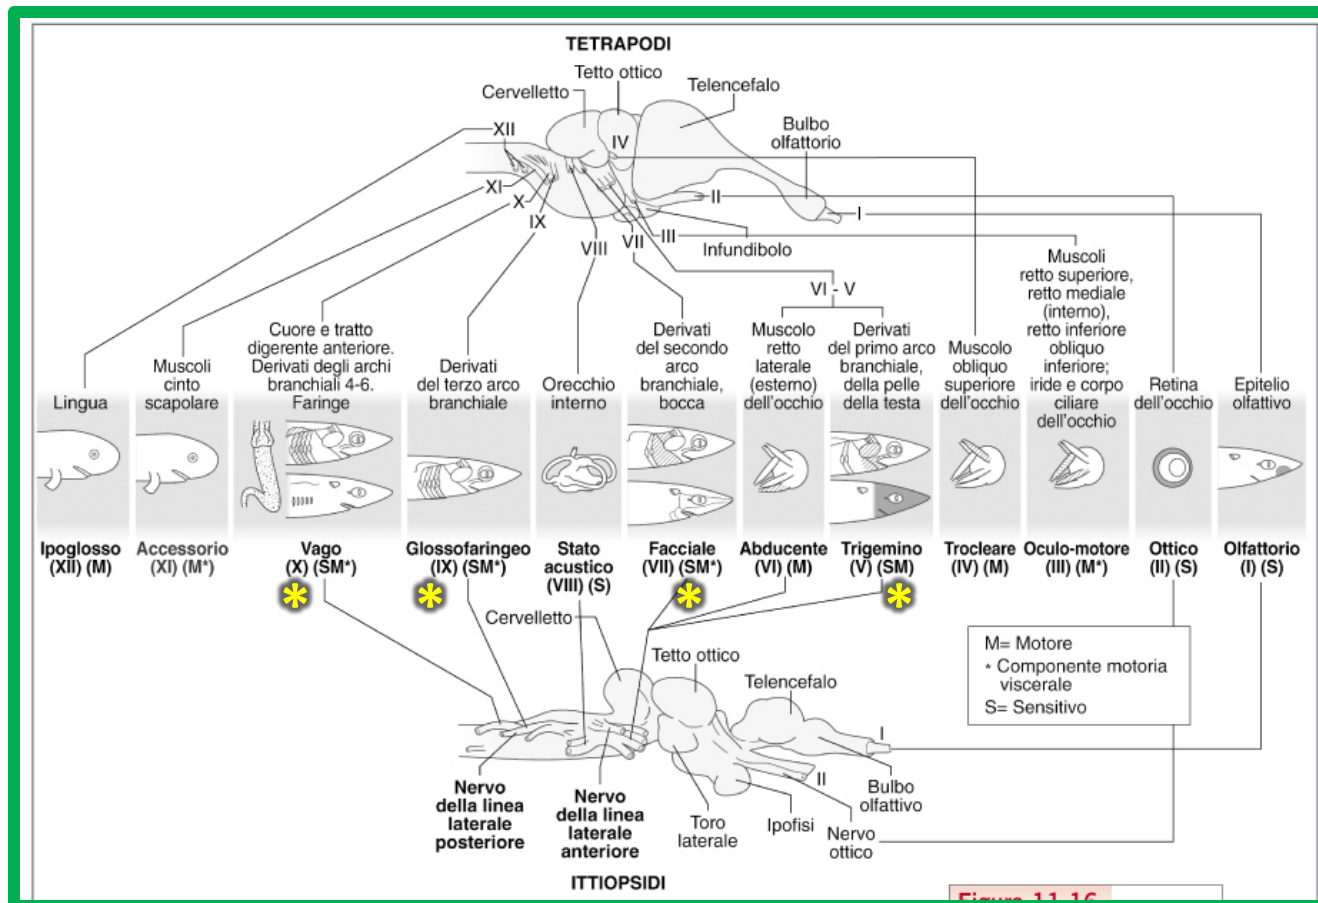 TETRAPODI
Tetto ottico
Cervelletto
Telencefalo
Bulbo
olfattorio
XII
IV
XI
X
IX
VIII
VII
III
II
I
Infundibolo
VI - V
Lingua
Muscoli
cinto
scapolare
Cuore e tratto
digerente anteriore.
Derivati degli archi
branchiali 4-6.
Faringe
Derivati
del terzo arco
branchiale
Orecchio
interno
Derivati
del secondo
arco
branchiale,
bocca
Muscolo
retto
laterale
(esterno)
dell'occhio
Derivati
del primo arco
branchiale,
della pelle
della testa
Muscolo
obliquo
superiore
dell'occhio
Muscoli
retto superiore,
retto mediale
(interno),
retto inferiore
obliquo
inferiore;
iride e corpo
ciliare
dell'occhio
Retina
dell'occhio
Epitelio
olfattivo
Ipoglosso
(XII) (M)
Accessorio
(XI) (M*)
Vago
(X) (SM*)
Glossofaringeo
(IX) (SM*)
Stato
acustico
(VIII) (S)
Facciale
(VII) (SM*)
Abducente
(VI) (M)
Trigemino
(V) (SM)
Trocleare
(IV) (M)
Oculo-motore
(III) (M*)
Ottico
(II) (S)
Olfattorio
(I) (S)
Cervelletto
Tetto ottico
Telencefalo
I
II
Bulbo
olfattivo
Nervo
ottico
Ipofisi
Toro
laterale
Nervo
della linea
laterale
anteriore
Nervo
della linea
laterale
posteriore
M= Motore
* Componente motoria
viscerale
S= Sensitivo
ITTIOPSIDI
Figura 11-16